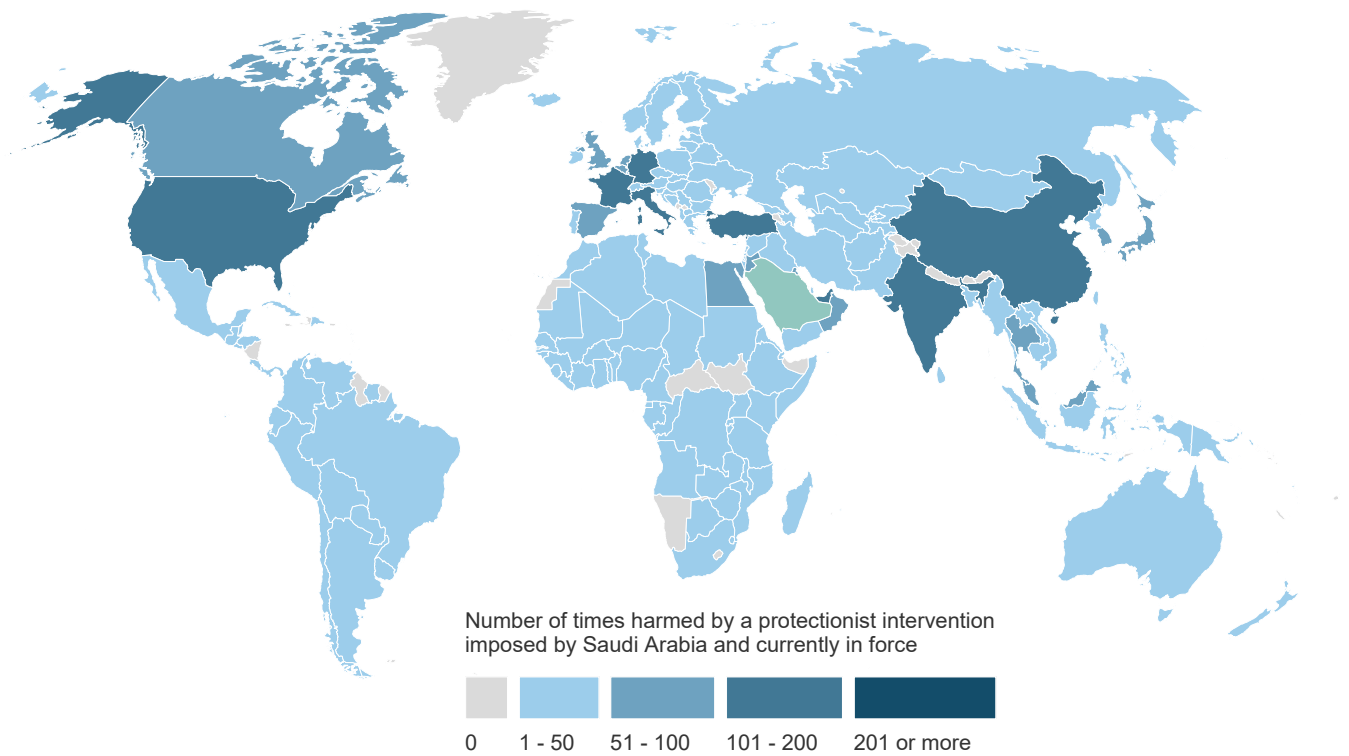 Number of times harmed by a protectionist intervention
imposed by Saudi Arabia and currently in force
0 1 - 50 51 - 100 101 - 200 201 or more